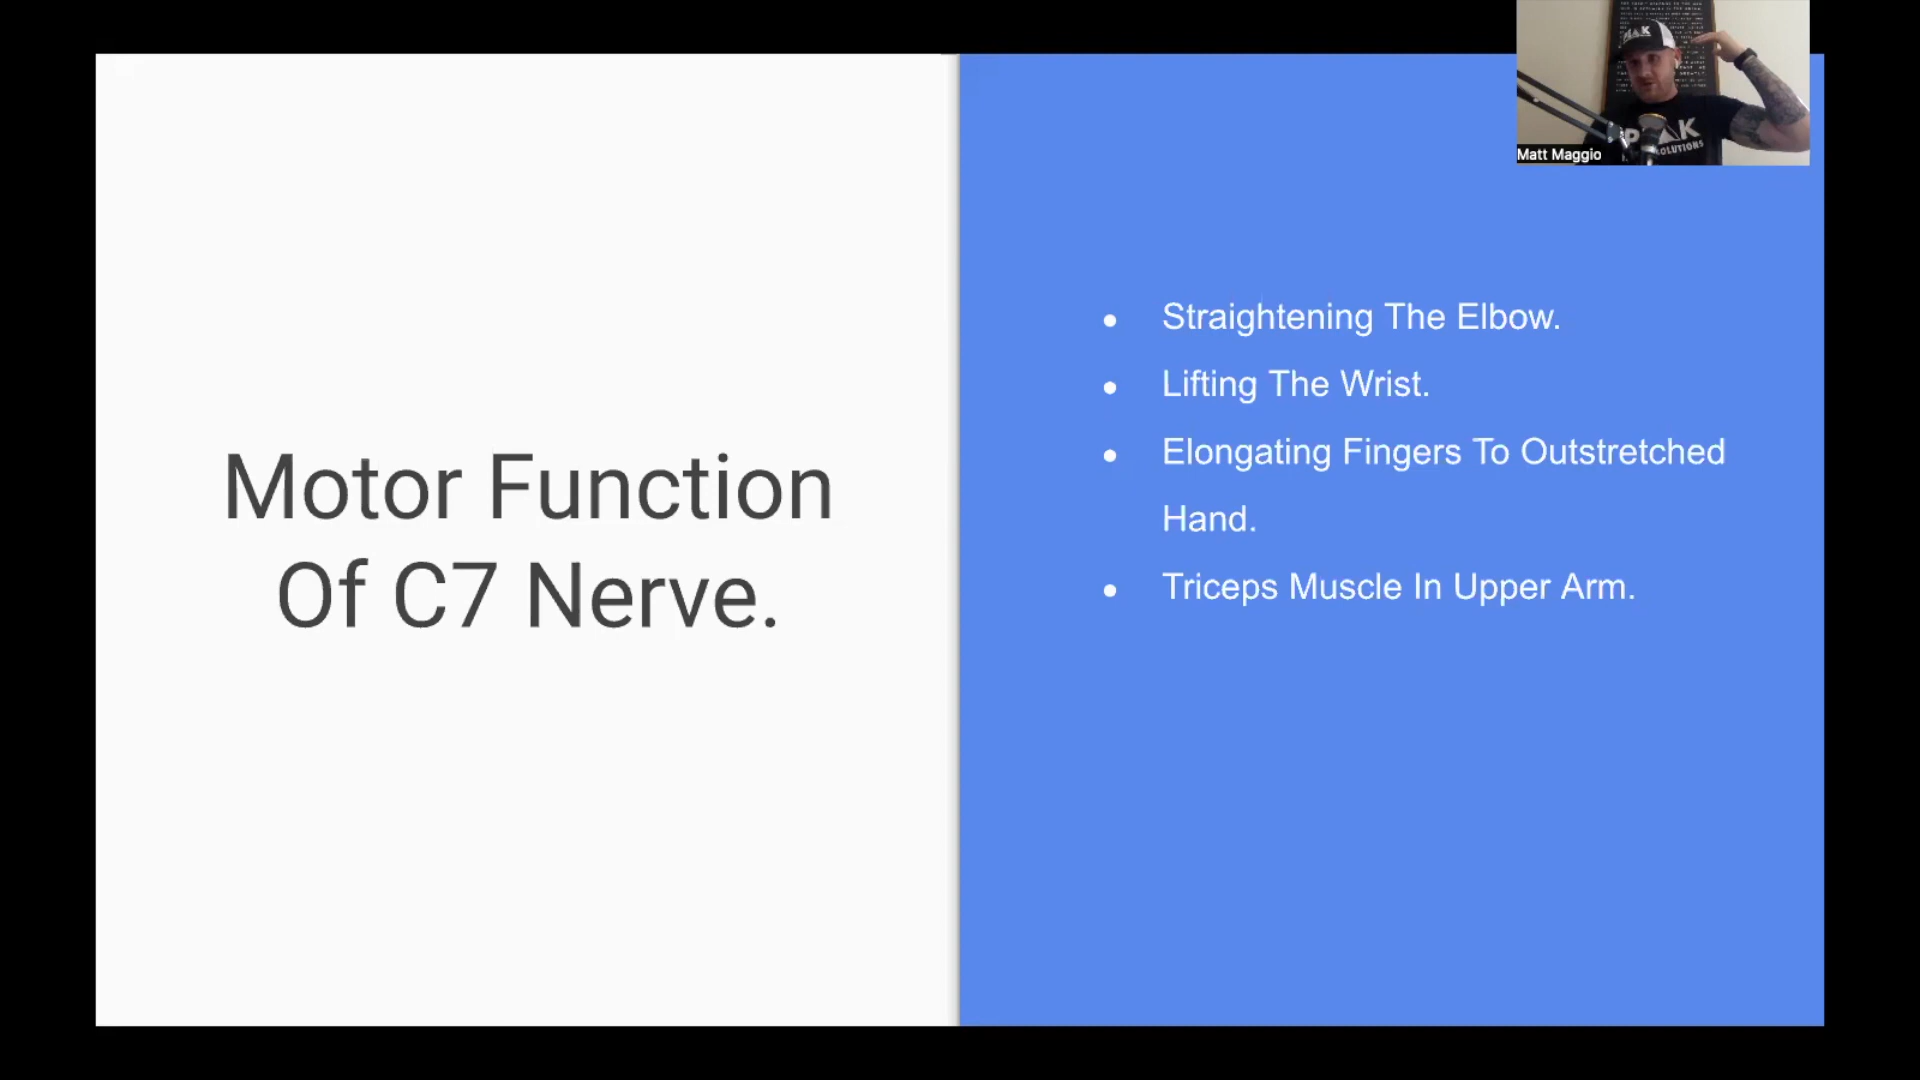 Motor Function
Of C7 Nerve.
Straightening The Elbow.
Lifting The Wrist.
Elongating Fingers To Outstretched
Hand.
Triceps Muscle In Upper Arm.
Matt Maggio